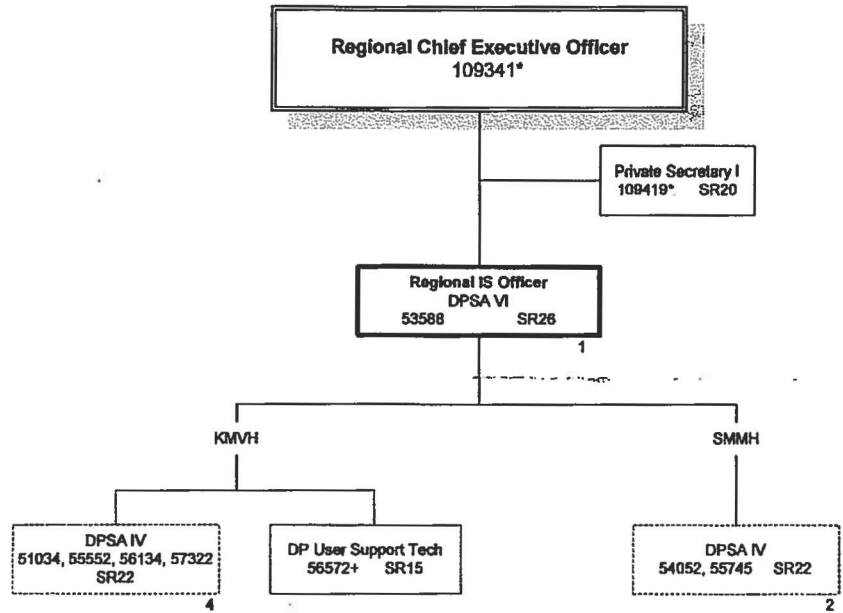 Regional Chief Executive Officer
109341*
Private Secretary I
109419* SR20
Regional IS Officer
DPSA VI
53588 SR26
1
KMVH
SMMH
DPSA IV
51034, 55552, 56134, 57322
SR22
4
DP User Support Tech
56572+ SR15
DPSA IV
54052, 55745 SR22
2